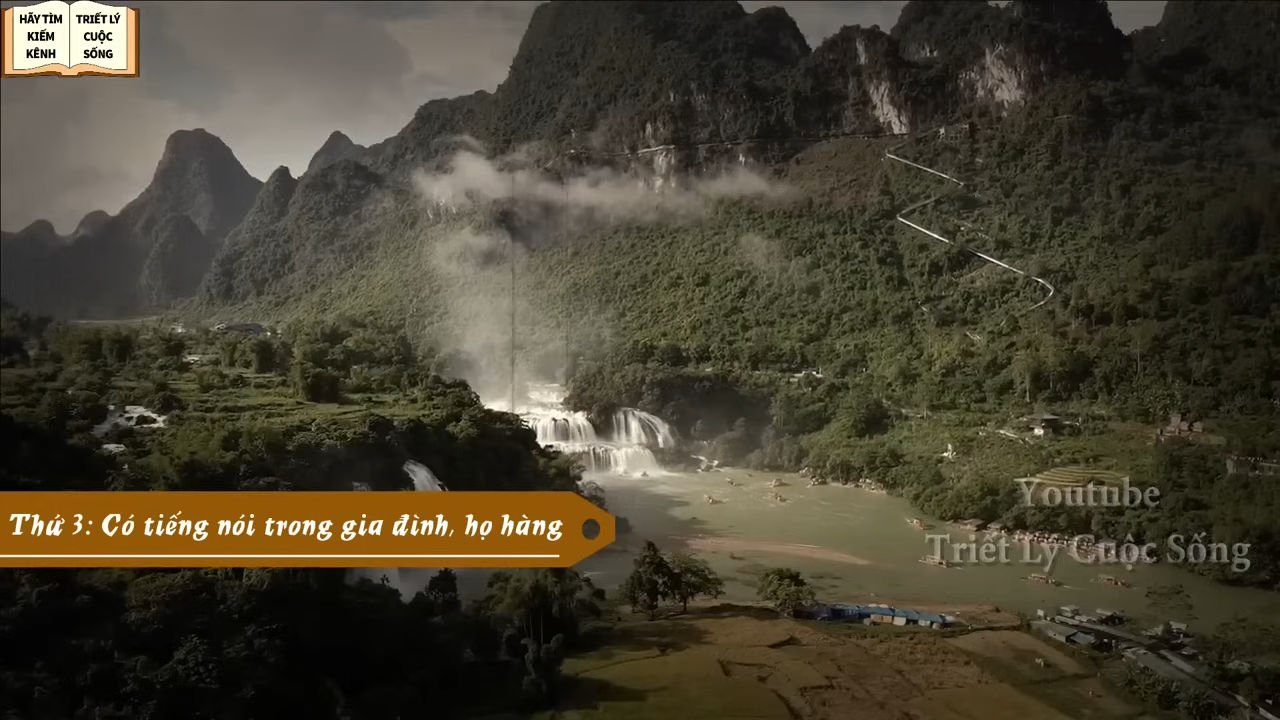 HÃY TÌM
KIẾM
KÊNH
TRIẾT LÝ
CUỘC
SỐNG
Thứ 3: Có tiếng nói trong gia đình, họ hàng
Youtube
Triết Lý Cuộc Sống